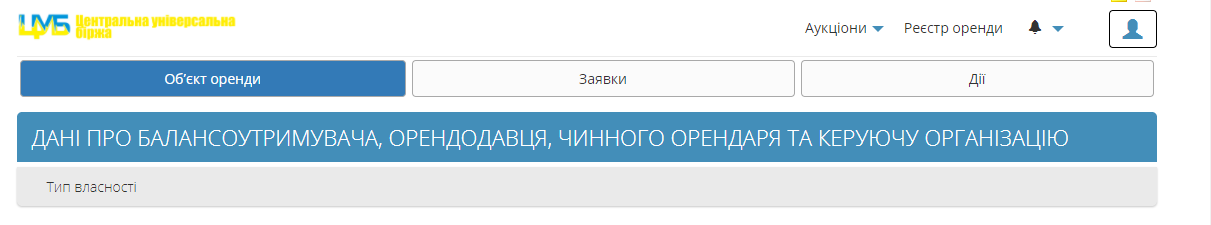 ЦУБ Центральна універсальна
біржа
Аукціони Реєстр оренди
Об'єкт оренди Заявки Дії
ДАНІ ПРО БАЛАНСОУТРИМУВАЧА, ОРЕНДОДАВЦЯ, ЧИННОГО ОРЕНДАРЯ ТА КЕРУЮЧУ ОРГАНІЗАЦІЮ
Тип власності